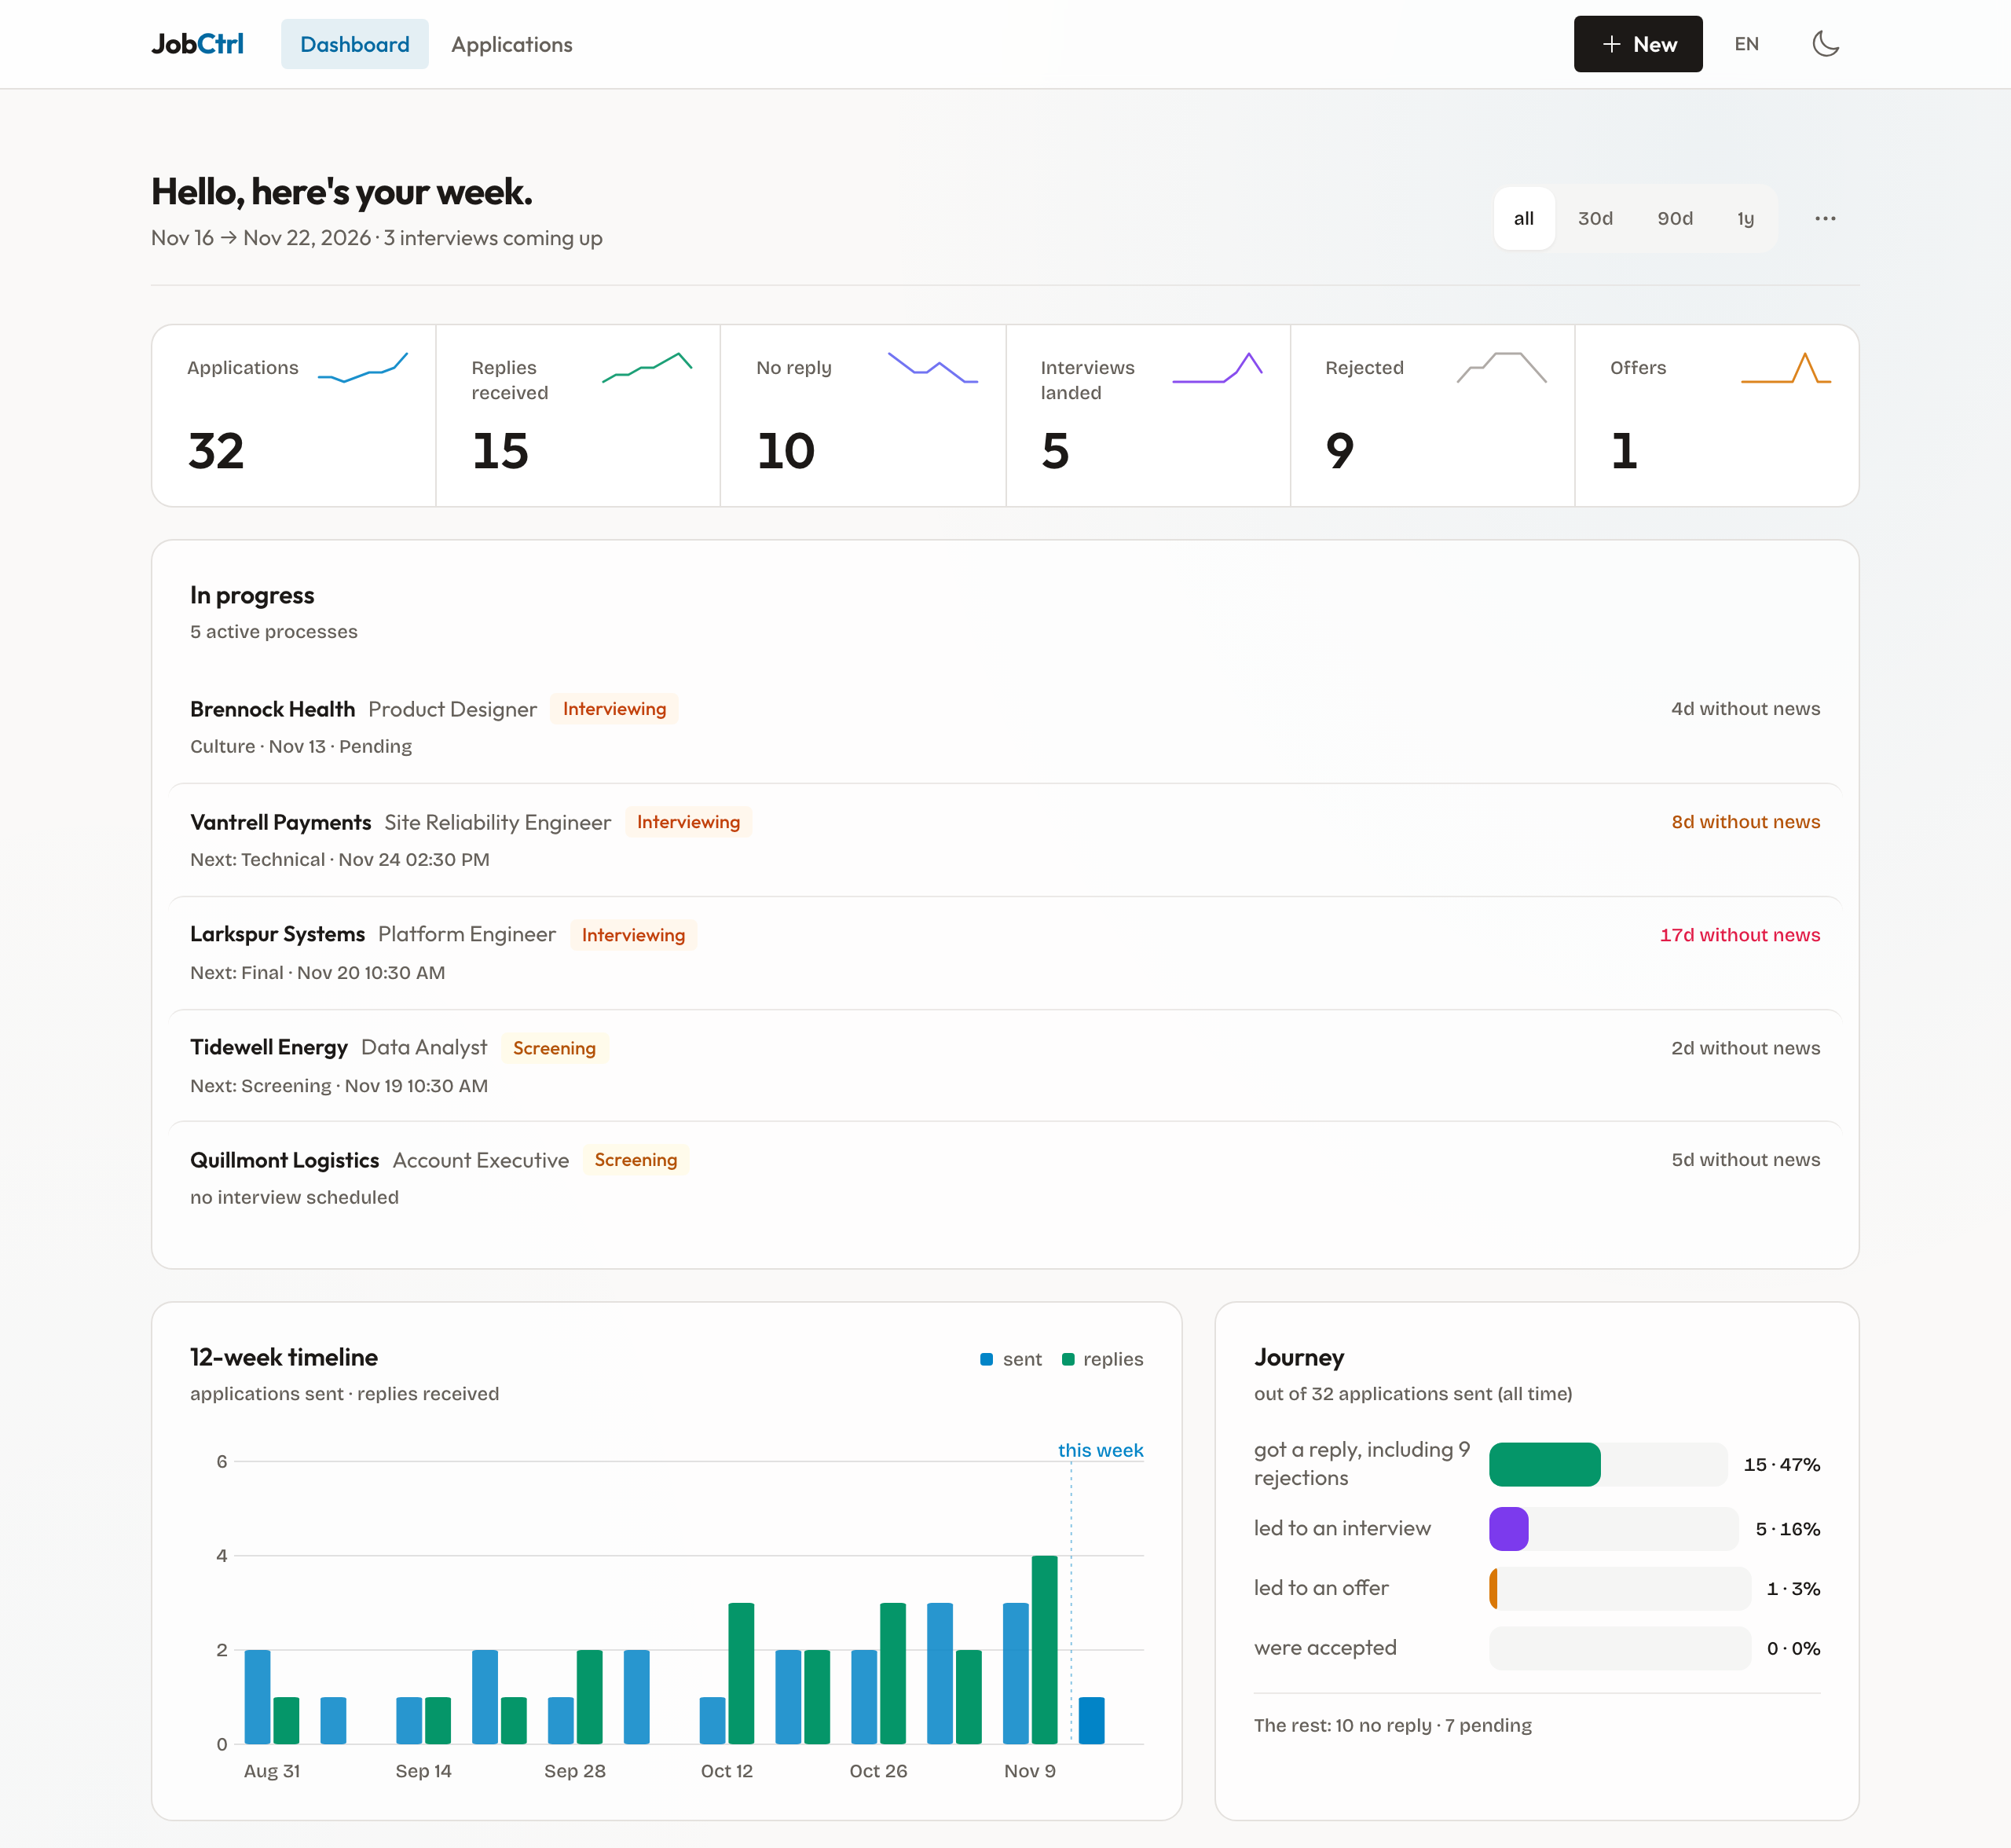 JobCtrl Dashboard Applications + New EN
Hello, here's your week.
Nov 16 → Nov 22, 2026 · 3 interviews coming up
all 30d 90d 1y ···
Applications
32
Replies
received
15
No reply
10
Interviews
landed
5
Rejected
9
Offers
1
In progress
5 active processes
Brennock Health Product Designer Interviewing 4d without news
Culture · Nov 13 · Pending
Vantrell Payments Site Reliability Engineer Interviewing 8d without news
Next: Technical · Nov 24 02:30 PM
Larkspur Systems Platform Engineer Interviewing 17d without news
Next: Final · Nov 20 10:30 AM
Tidewell Energy Data Analyst Screening 2d without news
Next: Screening · Nov 19 10:30 AM
Quillmont Logistics Account Executive Screening 5d without news
no interview scheduled
12-week timeline
sent replies
applications sent · replies received
this week
6
4
2
0
Aug 31 Sep 14 Sep 28 Oct 12 Oct 26 Nov 9
Journey
out of 32 applications sent (all time)
got a reply, including 9
rejections
15 · 47%
led to an interview 5 · 16%
led to an offer 1 · 3%
were accepted 0 · 0%
The rest: 10 no reply · 7 pending